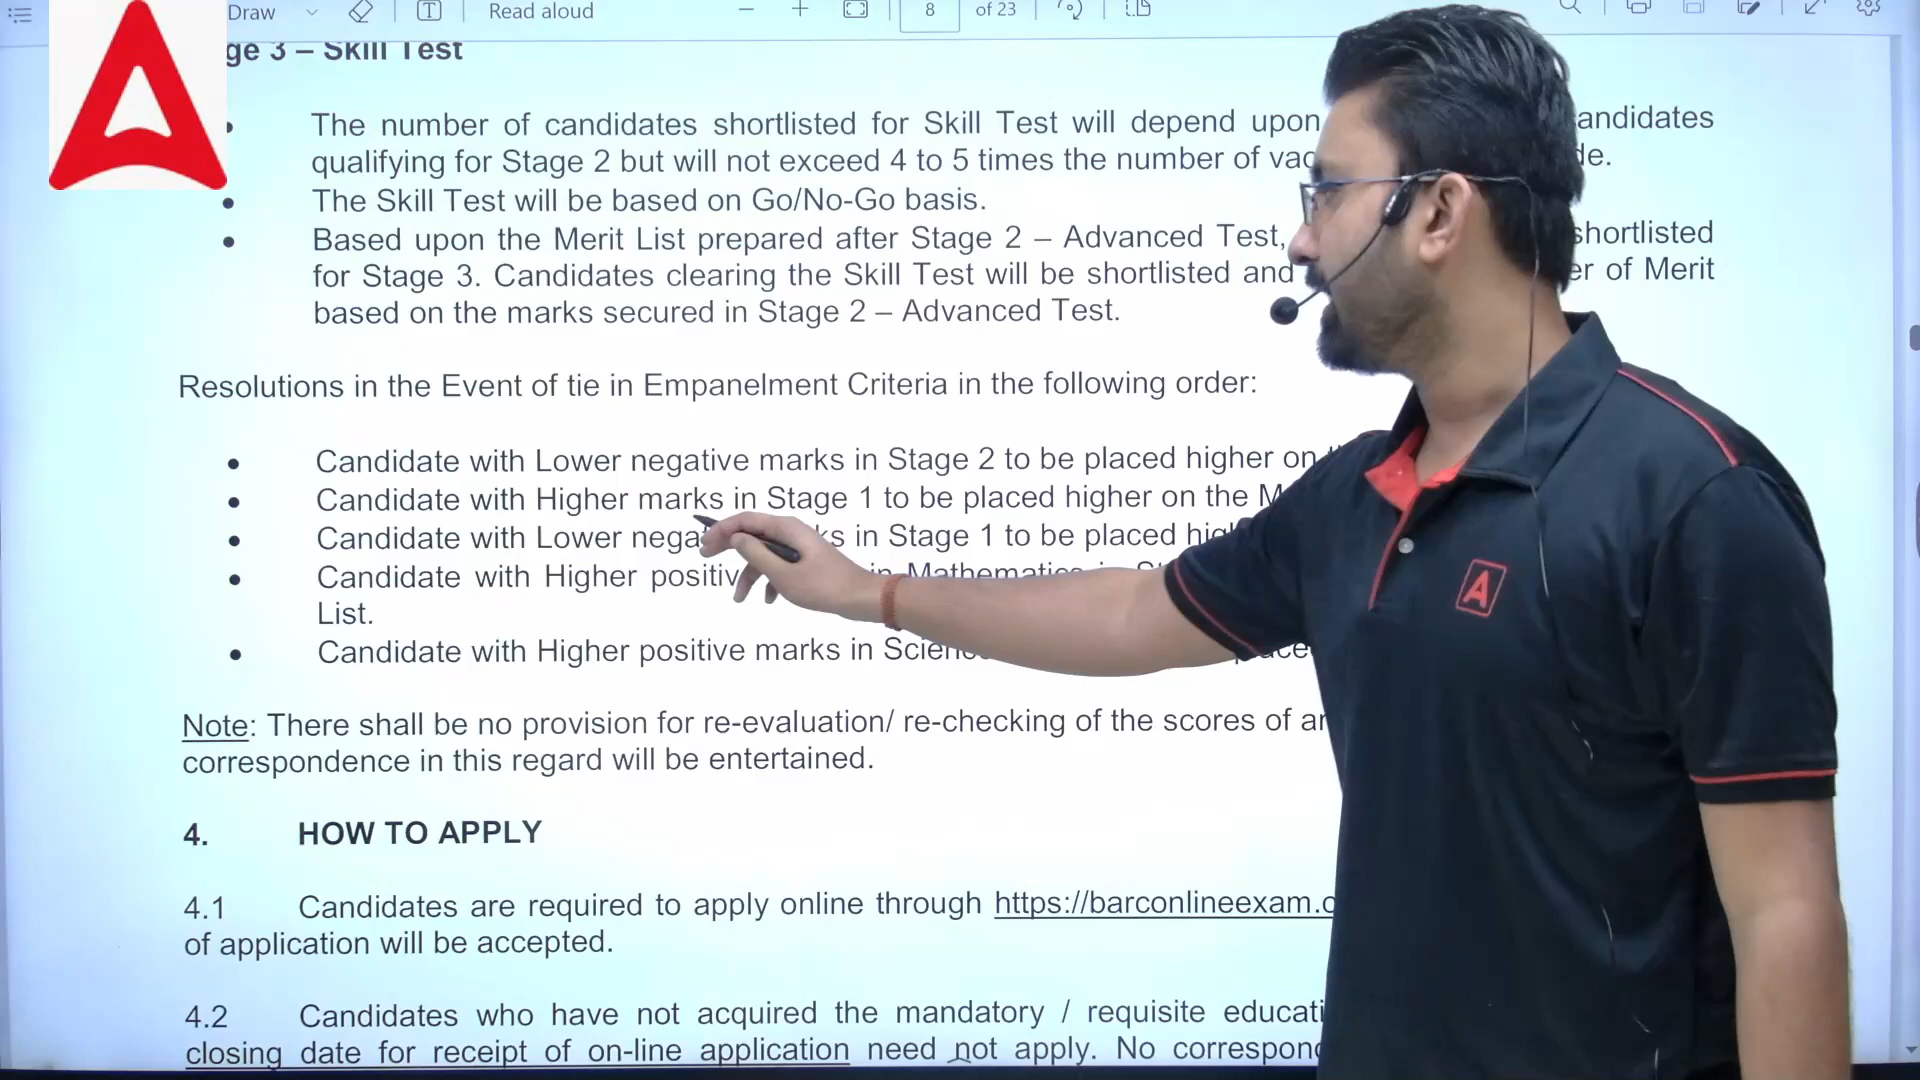 Draw Read aloud 8 of 23
ge 3 – Skill Test
The number of candidates shortlisted for Skill Test will depend upon andidates
qualifying for Stage 2 but will not exceed 4 to 5 times the number of vac de.
The Skill Test will be based on Go/No-Go basis.
Based upon the Merit List prepared after Stage 2 – Advanced Test, shortlisted
for Stage 3. Candidates clearing the Skill Test will be shortlisted and er of Merit
based on the marks secured in Stage 2 – Advanced Test.
Resolutions in the Event of tie in Empanelment Criteria in the following order:
Candidate with Lower negative marks in Stage 2 to be placed higher on
Candidate with Higher marks in Stage 1 to be placed higher on the M
Candidate with Lower nega ks in Stage 1 to be placed hig
Candidate with Higher positiv in Mathematics in St
List.
Candidate with Higher positive marks in Scien place
Note: There shall be no provision for re-evaluation/ re-checking of the scores of an
correspondence in this regard will be entertained.
4. HOW TO APPLY
4.1 Candidates are required to apply online through https://barconlineexam.c
of application will be accepted.
4.2 Candidates who have not acquired the mandatory / requisite educati
closing date for receipt of on-line application need not apply. No correspond
A